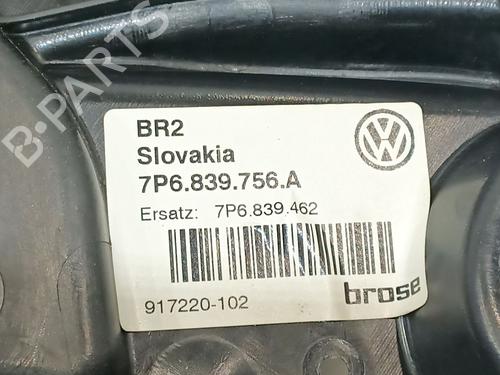 B-PARTS
BR2
Slovakia
7P6.839.756.A
Ersatz: 7P6.839.462
917220-102
brose